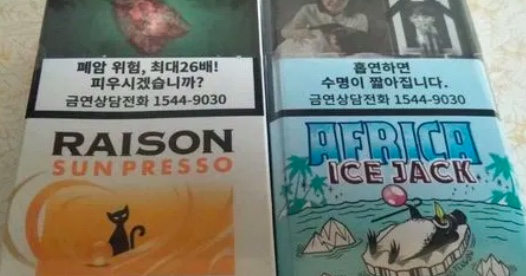 폐암 위험, 최대26배!
피우시겠습니까?
금연상담전화 1544-9030
RAISON
SUN PRESSO
흡연하면
수명이 짧아집니다.
금연상담전화 1544-9030
AFRICA
ICE JACK